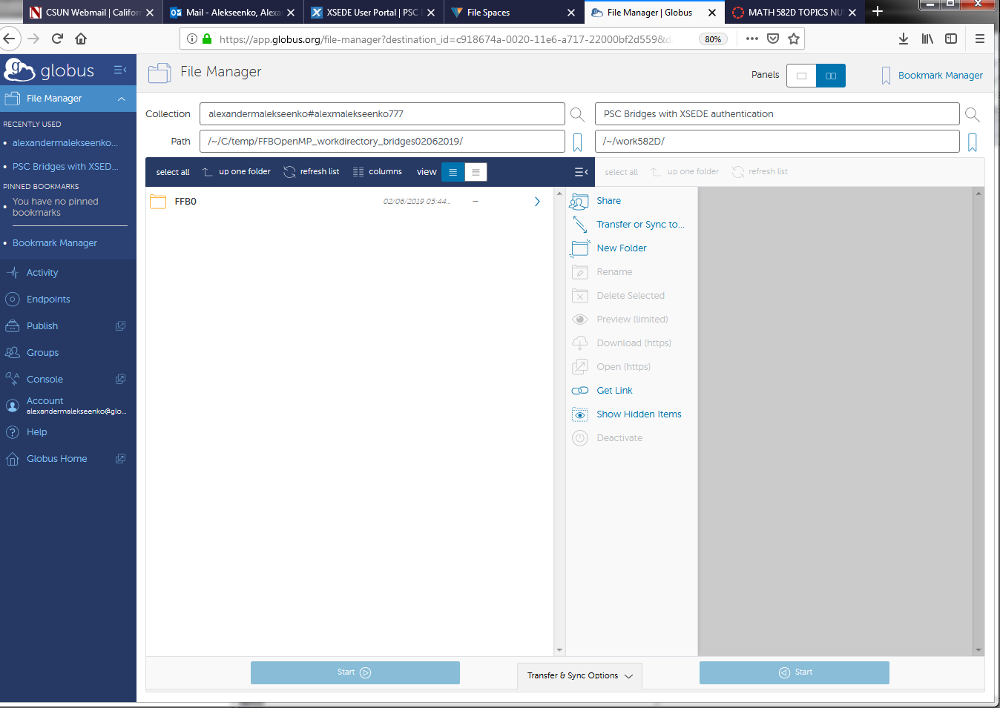 CSUN Webmail | Califor
Mail - Alekseenko, Alexa
XSEDE User Portal | PSC
File Spaces
File Manager | Globus
MATH 582D TOPICS NU
https://app.globus.org/file-manager?destination_id=c918674a-0020-11e6-a717-22000bf2d559&d
80%
globus
File Manager
Panels
Bookmark Manager
File Manager
RECENTLY USED
alexandermalekseenko...
PSC Bridges with XSED...
PINNED BOOKMARKS
You have no pinned
bookmarks
Bookmark Manager
Activity
Endpoints
Publish
Groups
Console
Account
alexandermalekseenko@glo...
Help
Globus Home
Collection
alexandermalekseenko#alexmalekseenko777
PSC Bridges with XSEDE authentication
Path
/~/C/temp/FFBOpenMP_workdirectory_bridges02062019/
/~/work582D/
select all
up one folder
refresh list
columns
view
select all
up one folder
refresh list
FFB0
02/06/2019 05:44...
–
Share
Transfer or Sync to...
New Folder
Rename
Delete Selected
Preview (limited)
Download (https)
Open (https)
Get Link
Show Hidden Items
Deactivate
Start
Transfer & Sync Options
Start